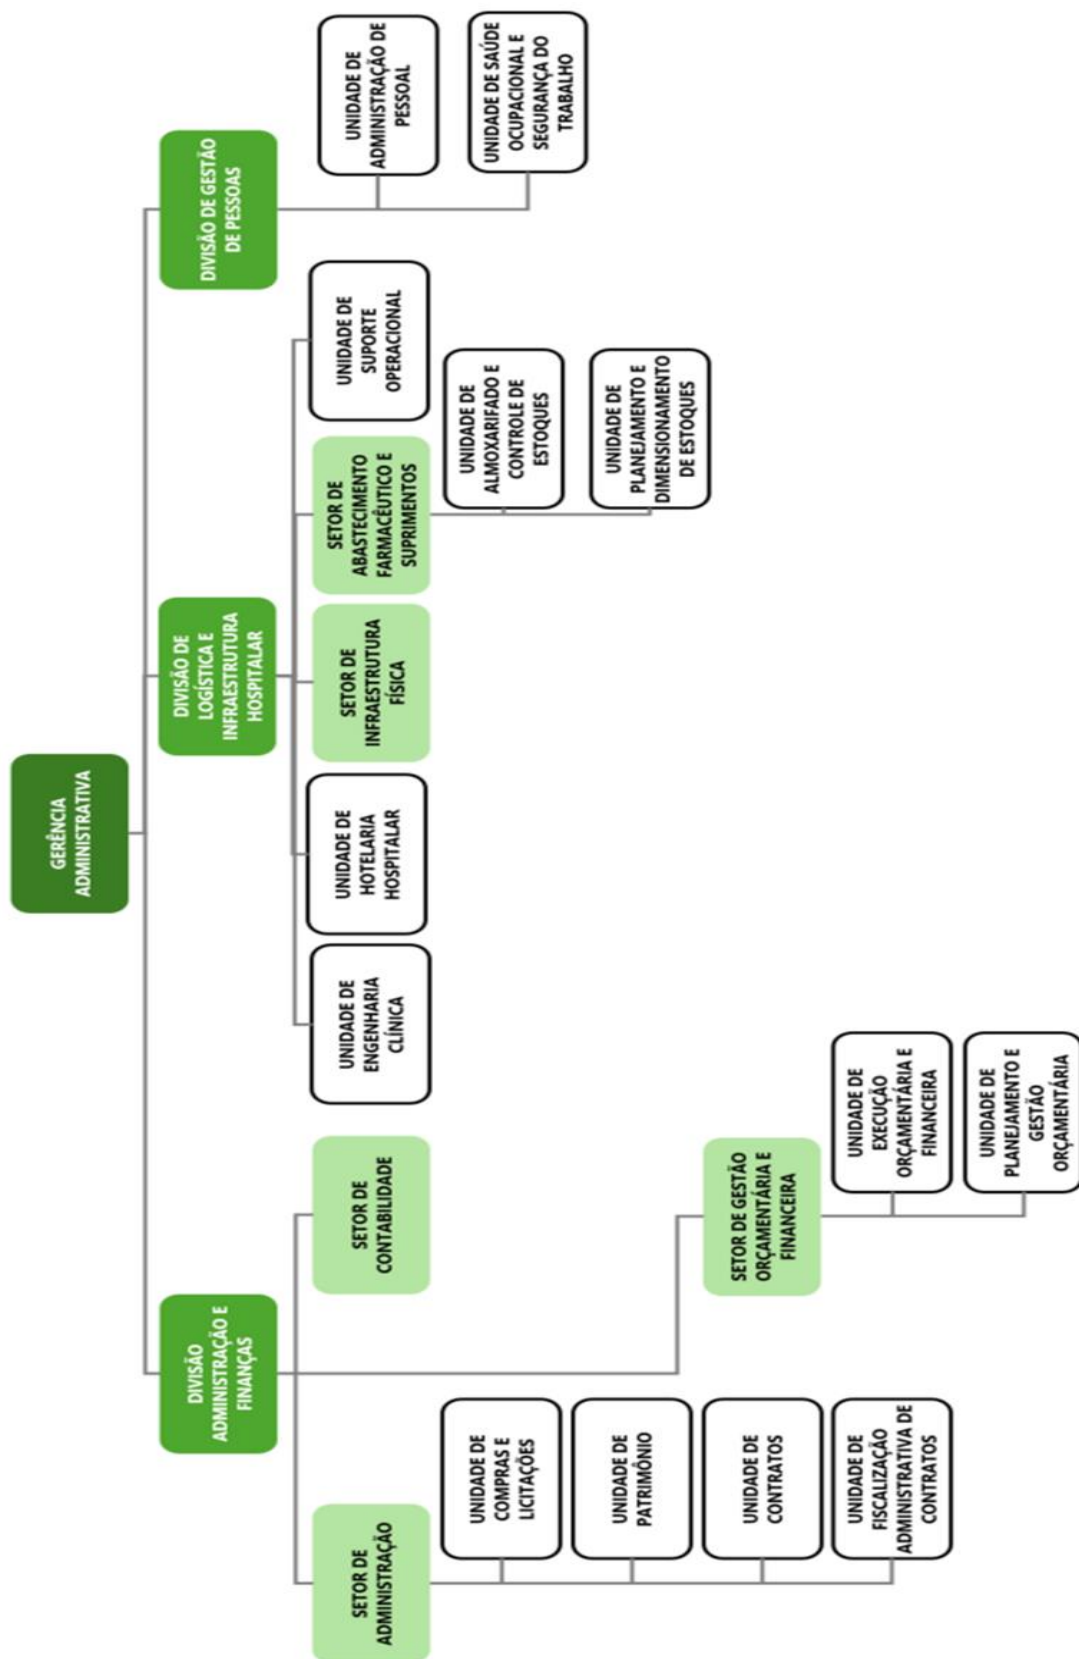 GERÊNCIA
ADMINISTRATIVA
DIVISÃO
ADMINISTRAÇÃO E
FINANÇAS
DIVISÃO DE
LOGÍSTICA E
INFRAESTRUTURA
HOSPITALAR
DIVISÃO DE GESTÃO
DE PESSOAS
SETOR DE
ADMINISTRAÇÃO
SETOR DE
CONTABILIDADE
UNIDADE DE
ENGENHARIA
CLÍNICA
UNIDADE DE
HOTELARIA
HOSPITALAR
SETOR DE
INFRAESTRUTURA
FÍSICA
SETOR DE
ABASTECIMENTO
FARMACÊUTICO E
SUPRIMENTOS
UNIDADE DE
SUPORTE
OPERACIONAL
UNIDADE DE
ADMINISTRAÇÃO DE
PESSOAL
UNIDADE DE
COMPRAS E
LICITAÇÕES
UNIDADE DE
ALMOXARIFADO E
CONTROLE DE
ESTOQUES
UNIDADE DE SAÚDE
OCUPACIONAL E
SEGURANÇA DO
TRABALHO
UNIDADE DE
PATRIMÔNIO
UNIDADE DE
PLANEJAMENTO E
DIMENSIONAMENTO
DE ESTOQUES
UNIDADE DE
CONTRATOS
SETOR DE GESTÃO
ORÇAMENTÁRIA E
FINANCEIRA
UNIDADE DE
FISCALIZAÇÃO
ADMINISTRATIVA DE
CONTRATOS
UNIDADE DE
EXECUÇÃO
ORÇAMENTÁRIA E
FINANCEIRA
UNIDADE DE
PLANEJAMENTO E
GESTÃO
ORÇAMENTÁRIA